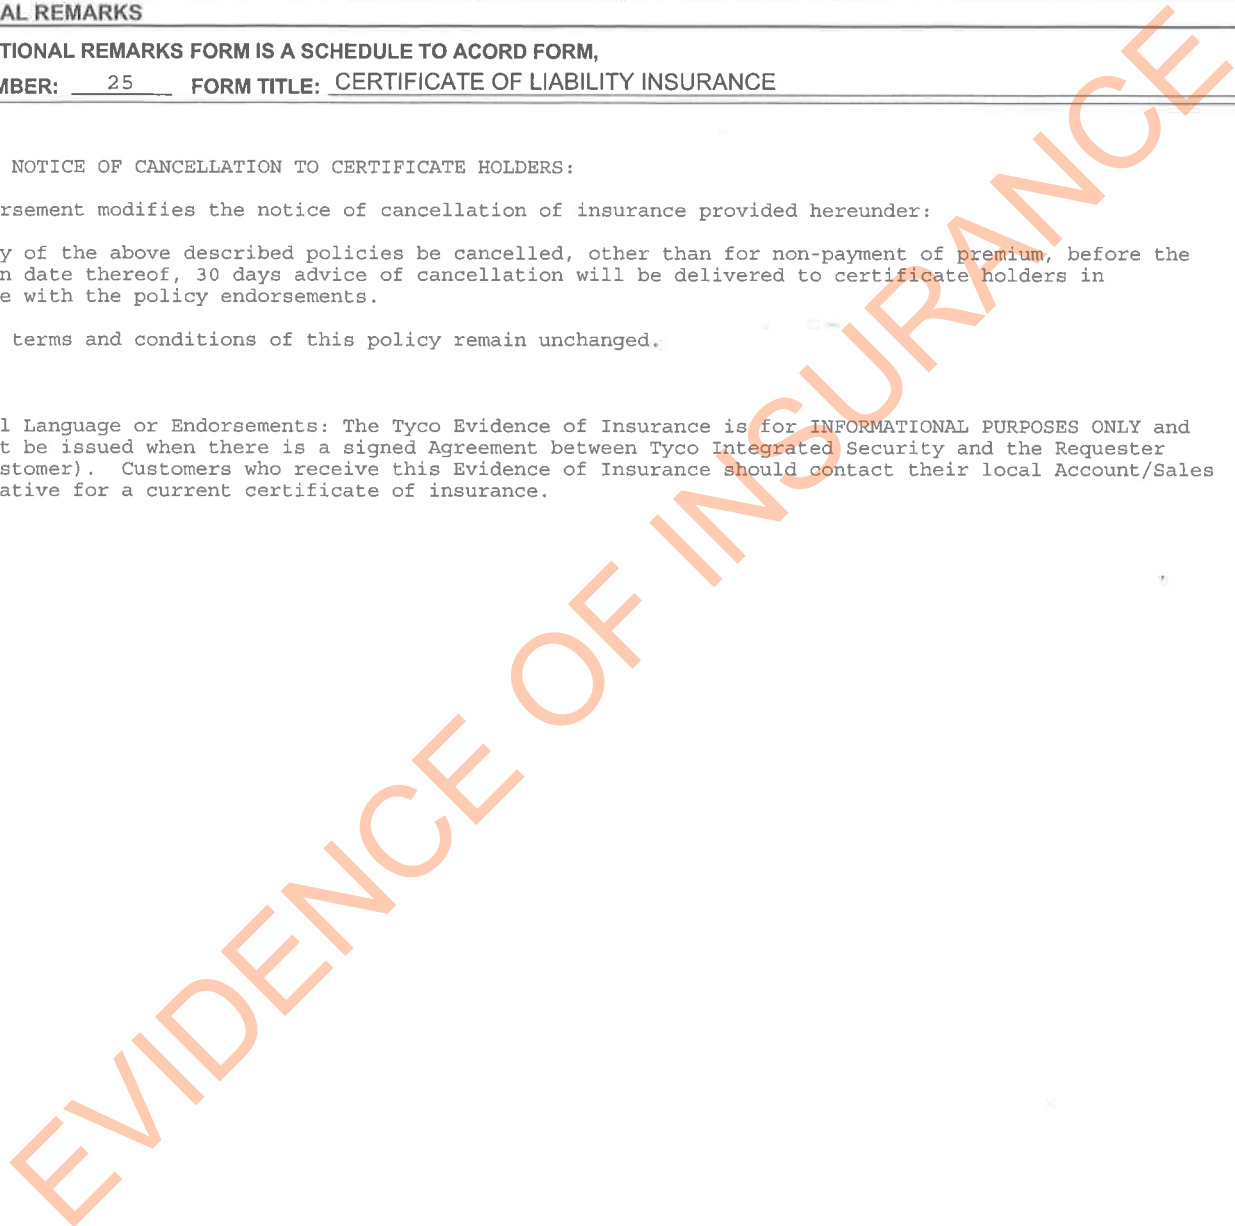 AL REMARKS
TIONAL REMARKS FORM IS A SCHEDULE TO ACORD FORM,
MBER: 25 FORM TITLE: CERTIFICATE OF LIABILITY INSURANCE
NOTICE OF CANCELLATION TO CERTIFICATE HOLDERS:
rsement modifies the notice of cancellation of insurance provided hereunder:
y of the above described policies be cancelled, other than for non-payment of premium, before the
n date thereof, 30 days advice of cancellation will be delivered to certificate holders in
e with the policy endorsements.
terms and conditions of this policy remain unchanged.
l Language or Endorsements: The Tyco Evidence of Insurance is for INFORMATIONAL PURPOSES ONLY and
t be issued when there is a signed Agreement between Tyco Integrated Security and the Requester
stomer). Customers who receive this Evidence of Insurance should contact their local Account/Sales
ative for a current certificate of insurance.
EVIDENCE OF INSURANCE